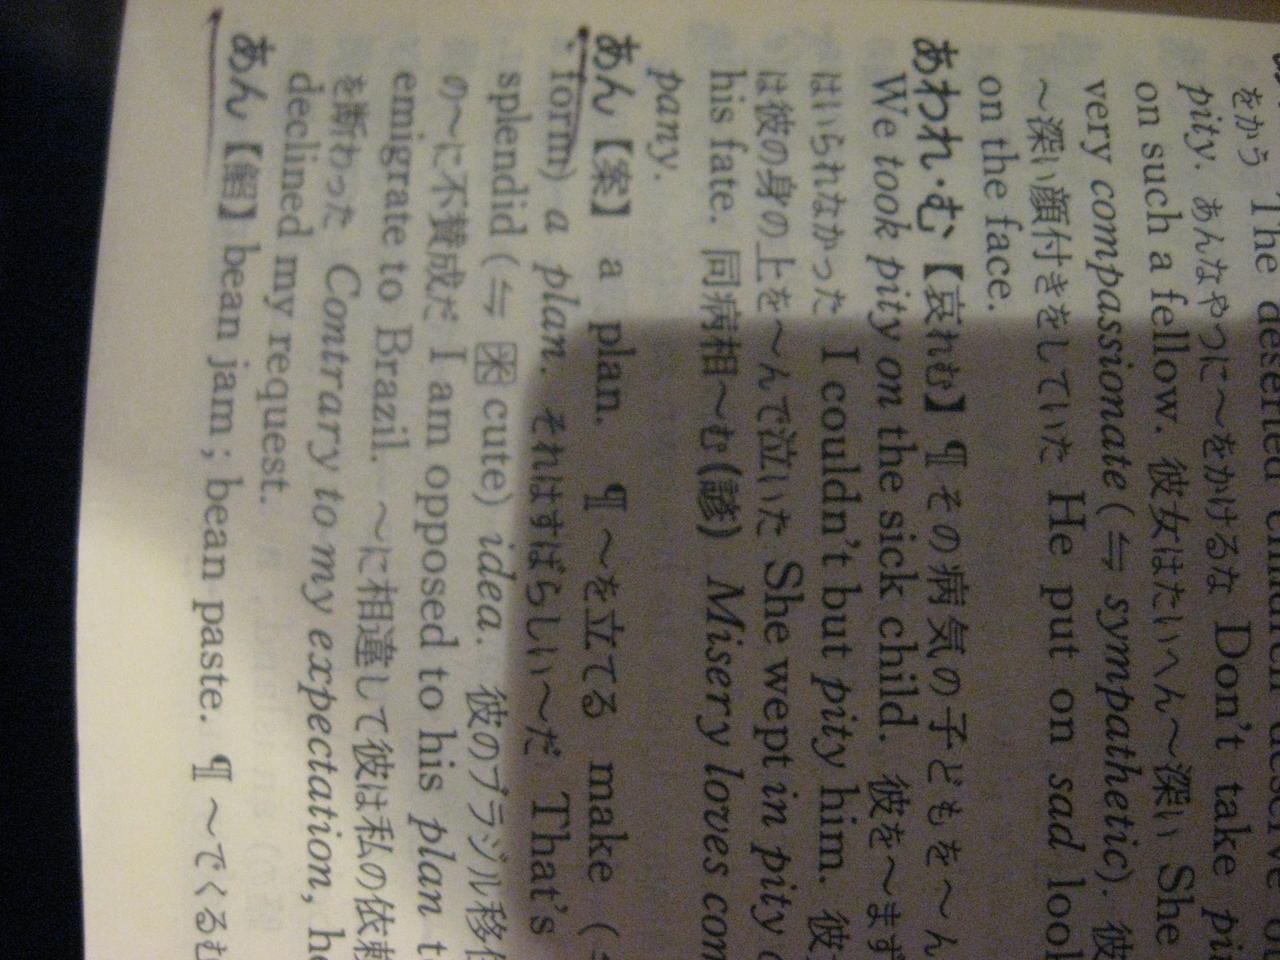 をかう The deserted children deserve
pity. あんなやつに〜をかけるな Don't take
on such a fellow. 彼女はたいへん〜深い She
very compassionate (⇆ sympathetic).
〜深い顔付きをしていた He put on sad
on the face.
あわれ・む【哀れむ】 ¶その病気の子どもを〜ん
We took pity on the sick child. 彼を〜まず
はいられなかった I couldn't but pity him.
は彼の身の上を〜んで泣いた She wept in pity
his fate. 同病相〜む(諺) Misery loves com
pany.
あん【案】 a plan. ¶〜を立てる make (
form) a plan. それはすばらしい〜だ That's
splendid (⇆ 困 cute) idea. 彼のブラジル移
の〜に不賛成だ I am opposed to his plan
emigrate to Brazil. 〜に相違して彼は私の依頼
を断わった Contrary to my expectation, he
declined my request.
あん【餡】 bean jam; bean paste. ¶〜でくるむ